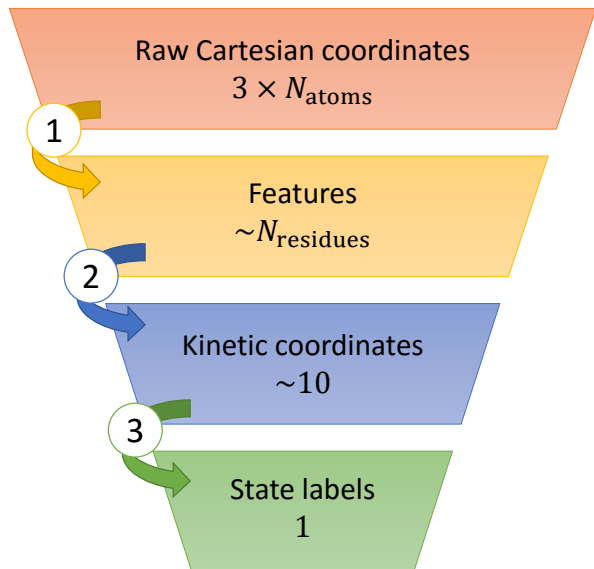 Raw Cartesian coordinates
3 × N_atoms
1
Features
~N_residues
2
Kinetic coordinates
~10
3
State labels
1